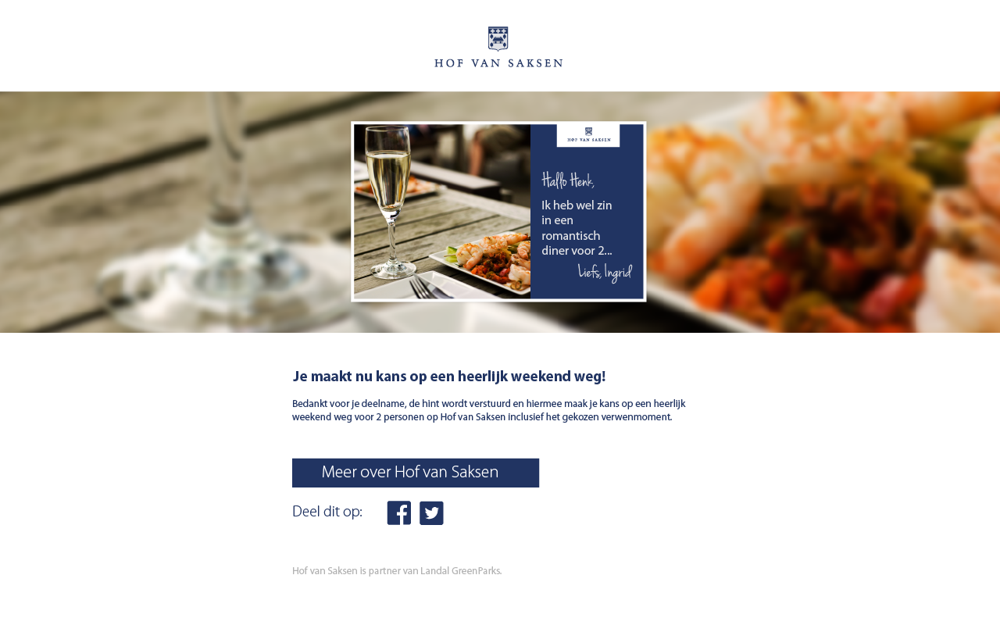 HOF VAN SAKSEN
HOF VAN SAKSEN
Hallo Henk,
Ik heb wel zin
in een
romantisch
diner voor 2...
Liefs, Ingrid
Je maakt nu kans op een heerlijk weekend weg!
Bedankt voor je deelname, de hint wordt verstuurd en hiermee maak je kans op een heerlijk
weekend weg voor 2 personen op Hof van Saksen inclusief het gekozen verwenmoment.
Meer over Hof van Saksen
Deel dit op:
Hof van Saksen is partner van Landal GreenParks.